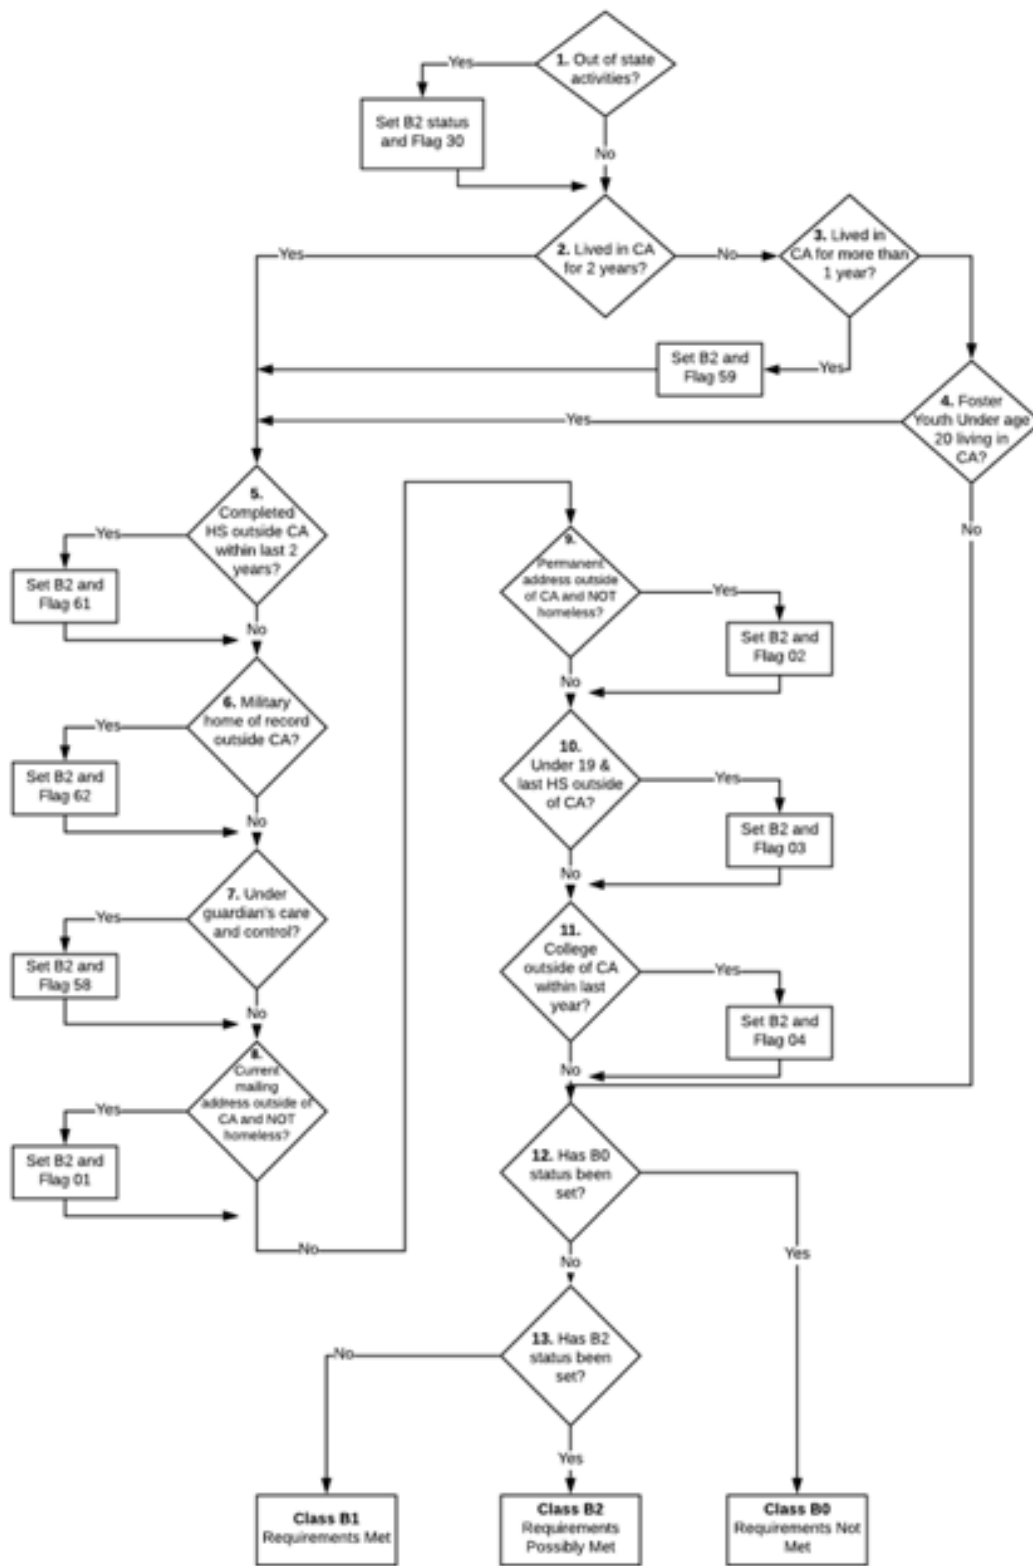 1. Out of state
activities?
Yes
Set B2 status
and Flag 30
No
2. Lived in CA
for 2 years?
Yes
No
3. Lived in
CA for more than
1 year?
Set B2 and
Flag 59
Yes
4. Foster
Youth Under age
20 living in
CA?
Yes
No
5.
Completed
HS outside CA
within last 2
years?
Yes
Set B2 and
Flag 61
No
6. Military
home of record
outside CA?
Yes
Set B2 and
Flag 62
No
7. Under
guardian's care
and control?
Yes
Set B2 and
Flag 58
No
8.
Current
mailing
address outside of
CA and NOT
homeless?
Yes
Set B2 and
Flag 01
No
9.
Permanent
address outside
of CA and NOT
homeless?
Yes
Set B2 and
Flag 02
No
10.
Under 19 &
last HS outside
of CA?
Yes
Set B2 and
Flag 03
No
11.
College
outside of CA
within last
year?
Yes
Set B2 and
Flag 04
No
12. Has B0
status been
set?
Yes
No
13. Has B2
status been
set?
No
Yes
Class B1
Requirements Met
Class B2
Requirements
Possibly Met
Class B0
Requirements Not
Met